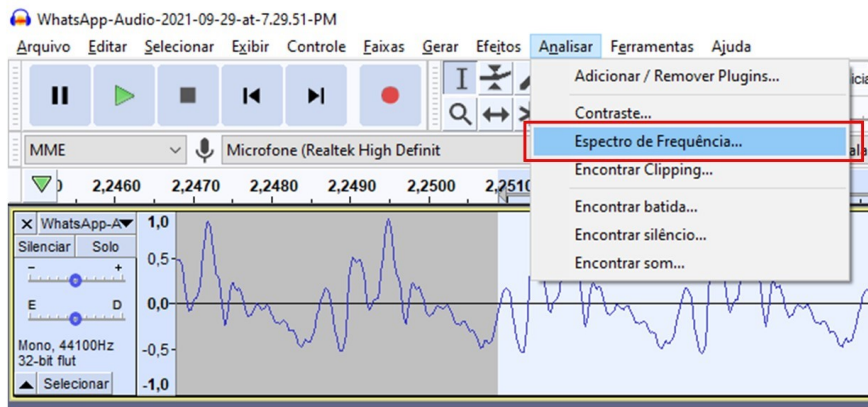 WhatsApp-Audio-2021-09-29-at-7.29.51-PM
Arquivo Editar Selecionar Exibir Controle Faixas Gerar Efeitos Analisar Ferramentas Ajuda
Adicionar / Remover Plugins...
Contraste...
Espectro de Frequência...
Encontrar Clipping...
Encontrar batida...
Encontrar silêncio...
Encontrar som...
MME Microfone (Realtek High Definit
2,2460 2,2470 2,2480 2,2490 2,2500 2,2510
WhatsApp-A
Silenciar Solo
- +
E D
Mono, 44100Hz
32-bit flut
Selecionar
1,0
0,5-
0,0-
-0,5-
-1,0